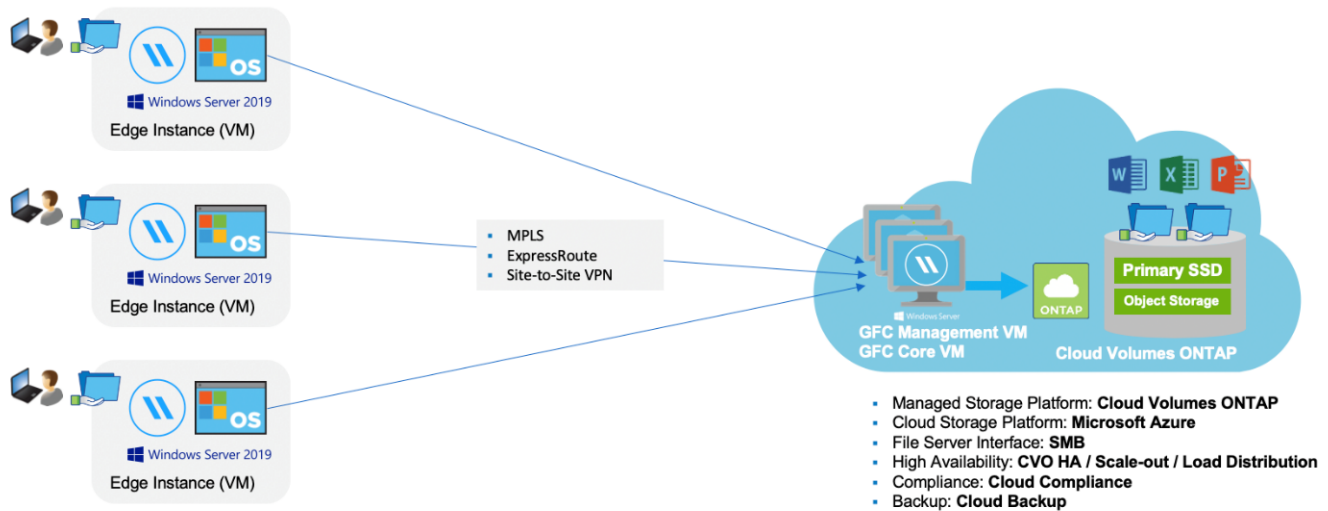 OS
Windows Server 2019
Edge Instance (VM)
OS
Windows Server 2019
Edge Instance (VM)
OS
Windows Server 2019
Edge Instance (VM)
▪ MPLS
▪ ExpressRoute
▪ Site-to-Site VPN
W X P
Windows Server
GFC Management VM
GFC Core VM
ONTAP
Primary SSD
Object Storage
Cloud Volumes ONTAP
▪ Managed Storage Platform: Cloud Volumes ONTAP
▪ Cloud Storage Platform: Microsoft Azure
▪ File Server Interface: SMB
▪ High Availability: CVO HA / Scale-out / Load Distribution
▪ Compliance: Cloud Compliance
▪ Backup: Cloud Backup